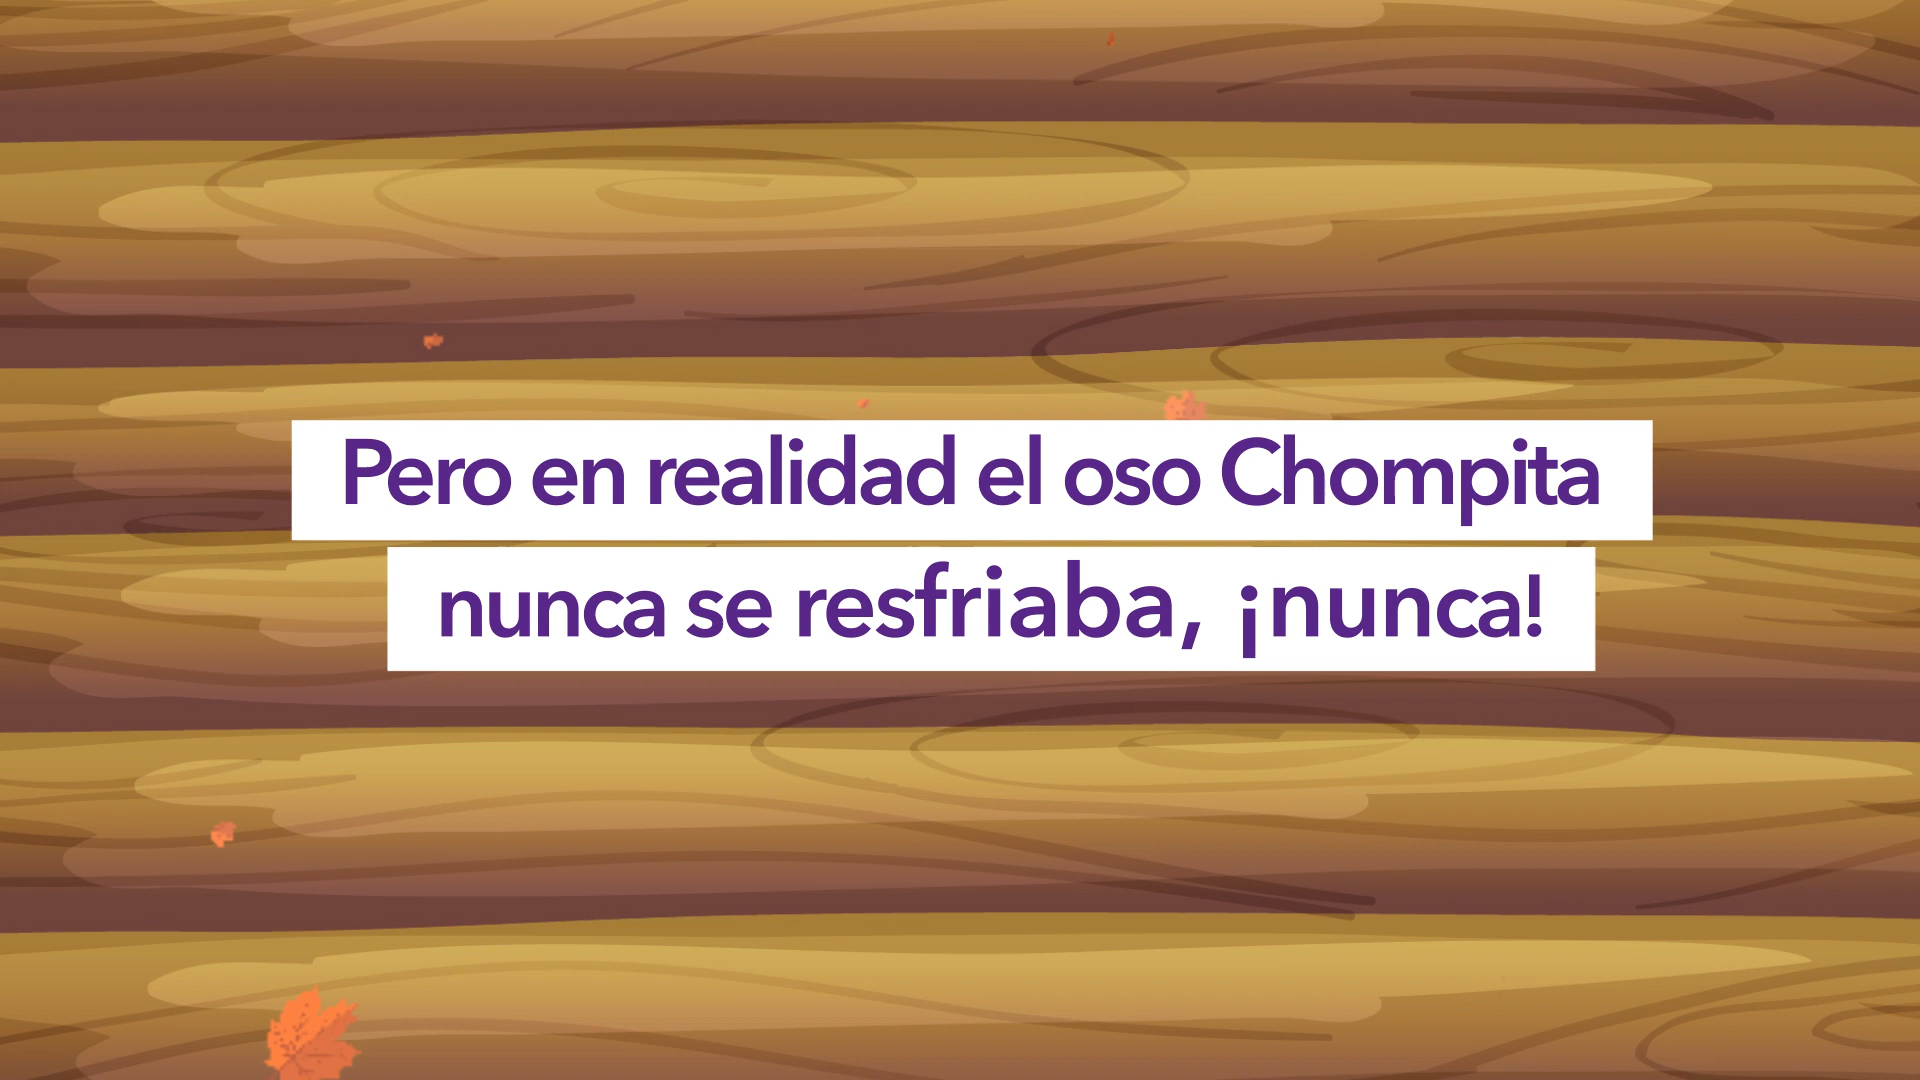 Pero en realidad el oso Chompita
nunca se resfriaba, ¡nunca!